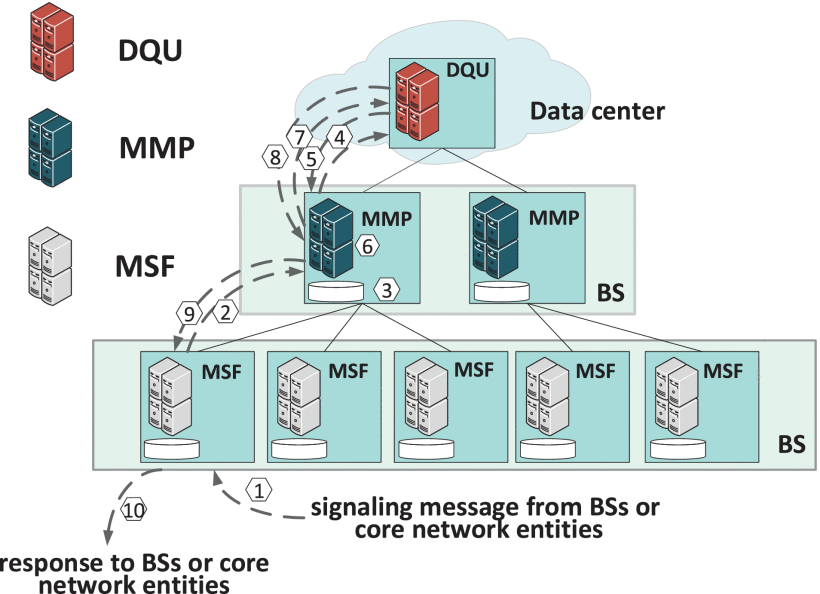 DQU
MMP
MSF
DQU
Data center
7
4
8
5
MMP
6
3
MMP
BS
9
2
MSF
MSF
MSF
MSF
MSF
BS
1
10
signaling message from BSs or
core network entities
response to BSs or core
network entities